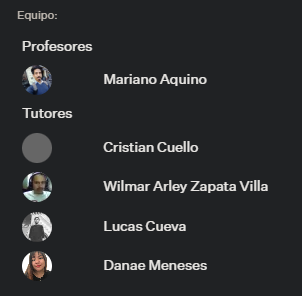 Equipo:
Profesores
Mariano Aquino
Tutores
Cristian Cuello
Wilmar Arley Zapata Villa
Lucas Cueva
Danae Meneses